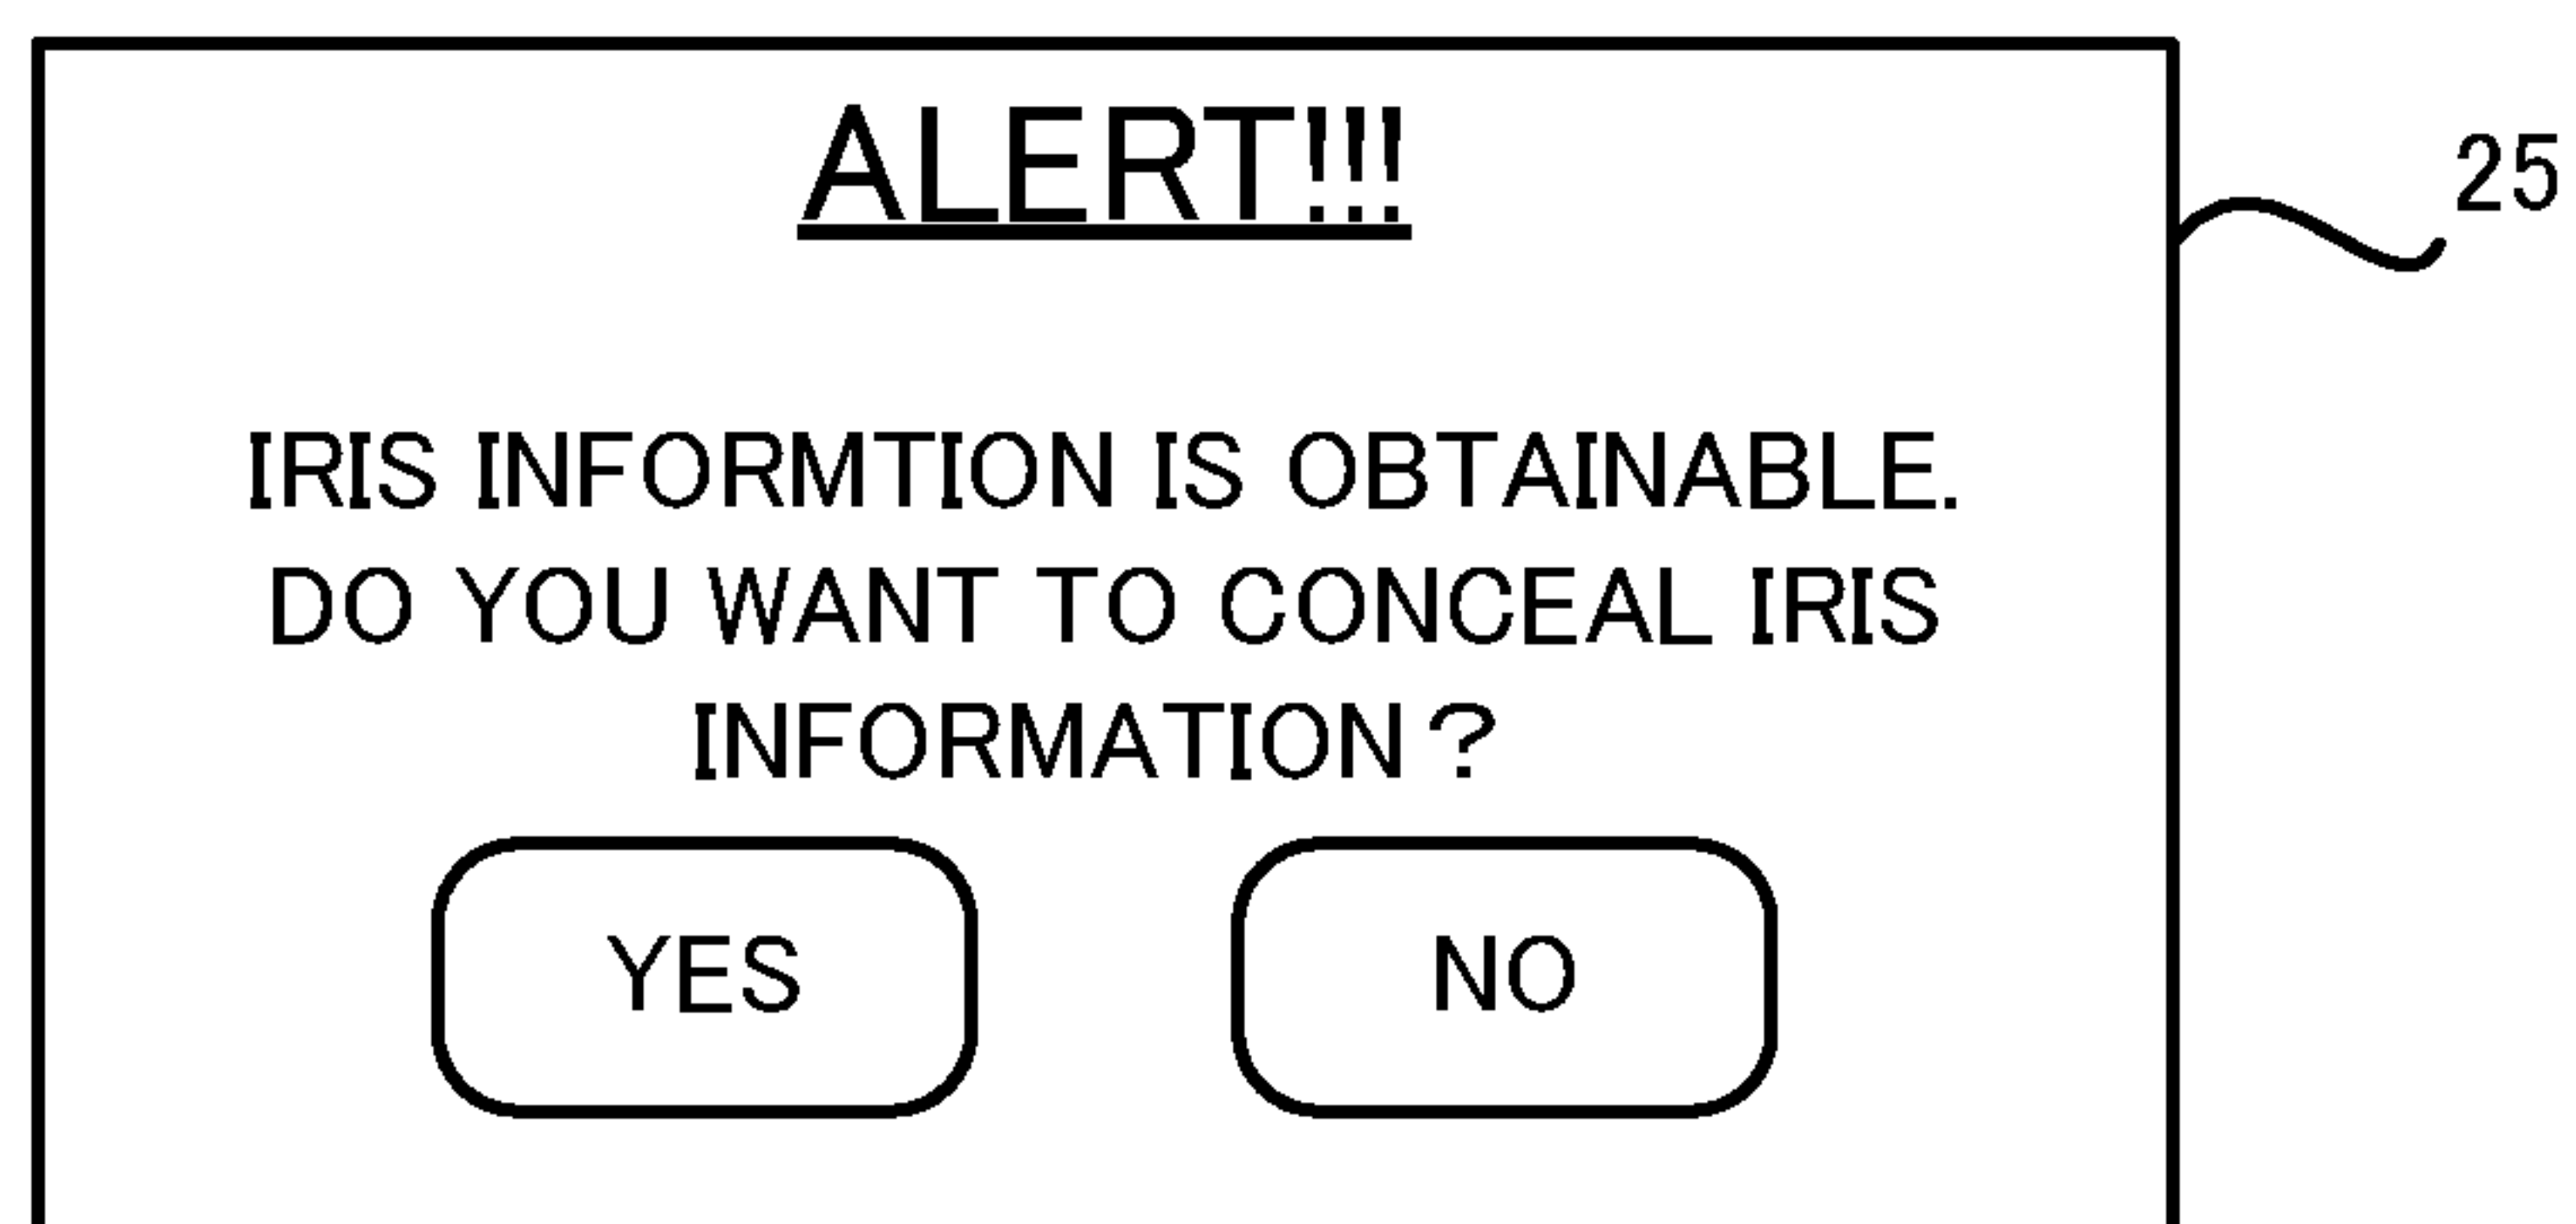 ALERT!!!
25
IRIS INFORMTION IS OBTAINABLE.
DO YOU WANT TO CONCEAL IRIS
INFORMATION?
YES
NO